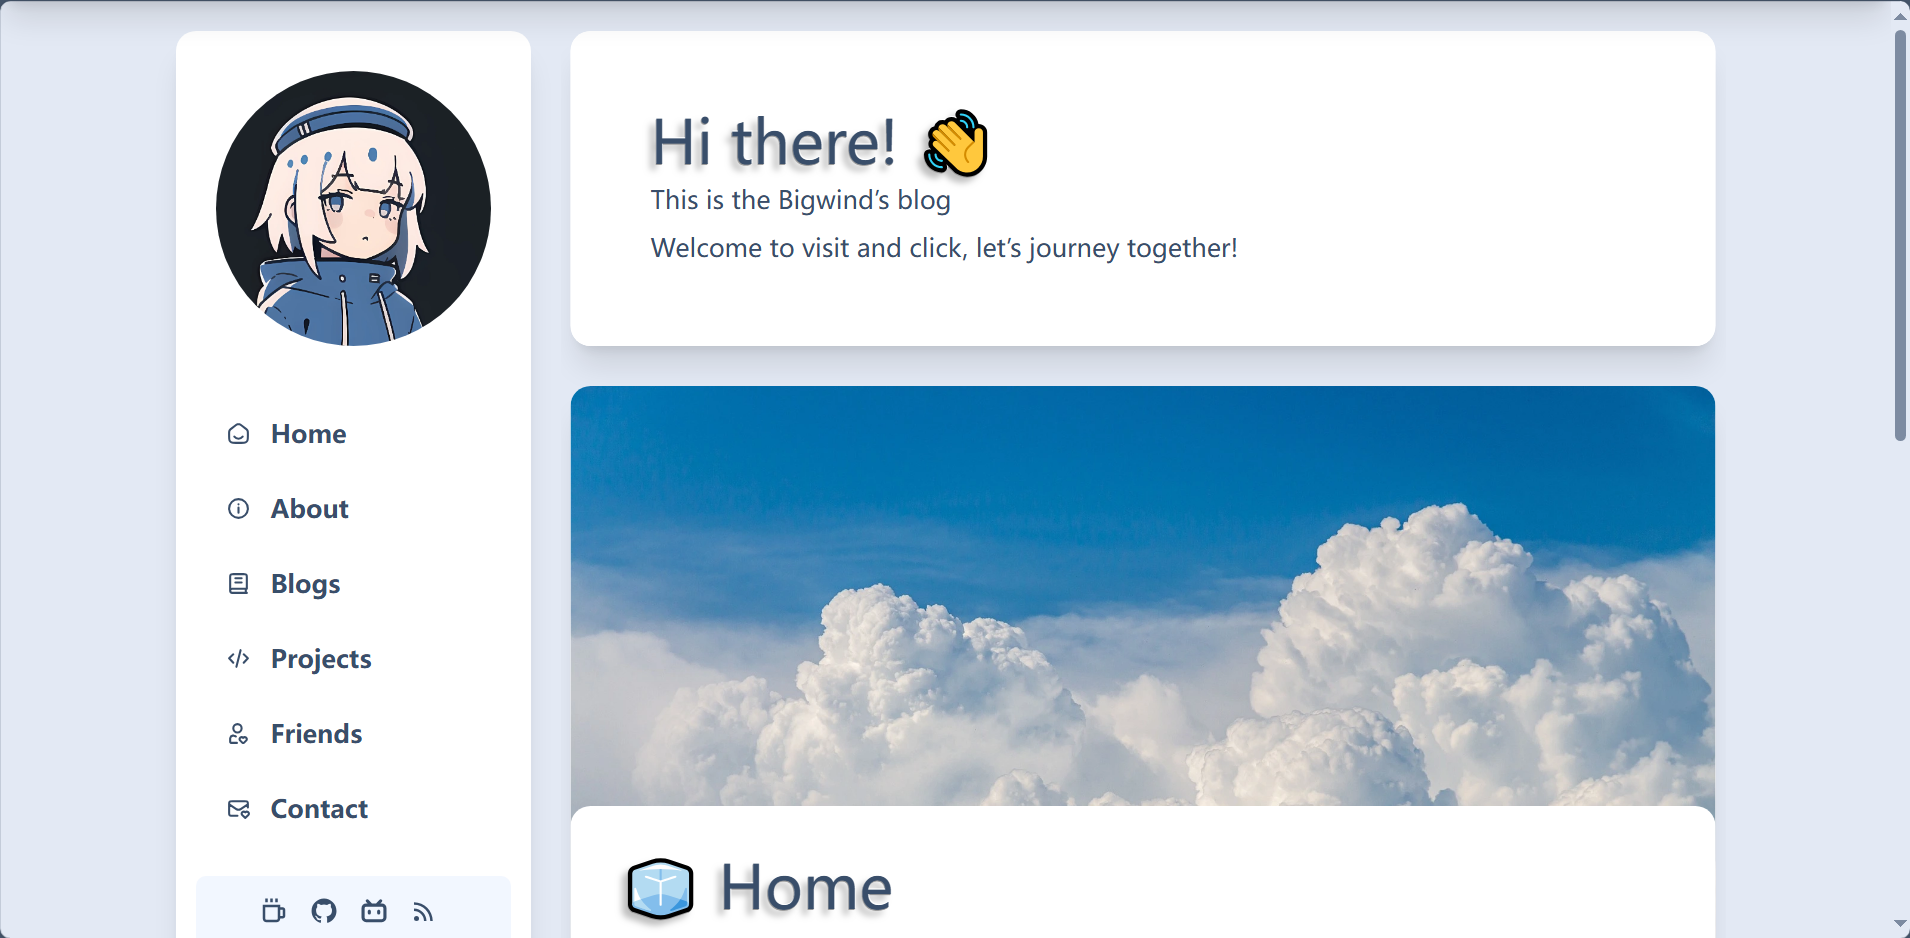 Home
About
Blogs
Projects
Friends
Contact
Hi there! 👋
This is the Bigwind’s blog
Welcome to visit and click, let’s journey together!
🧊 Home